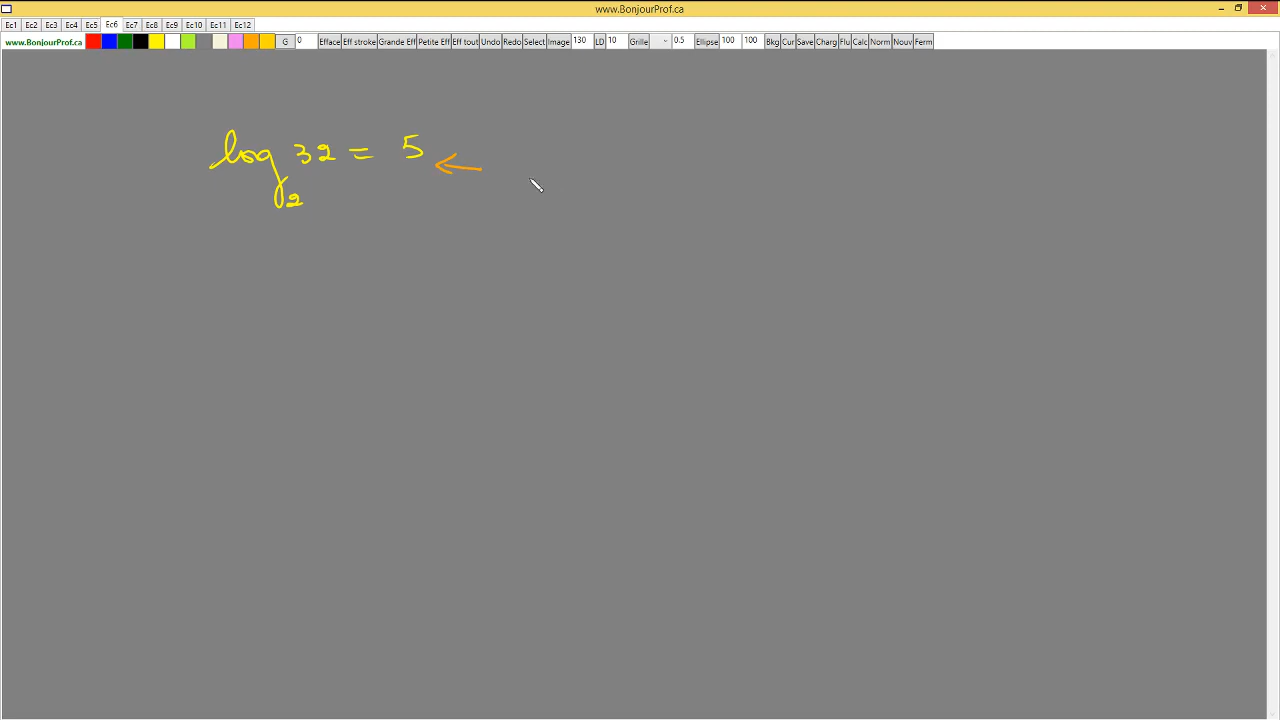 www.BonjourProf.ca
Ec1 Ec2 Ec3 Ec4 Ec5 Ec6 Ec7 Ec8 Ec9 Ec10 Ec11 Ec12
www.BonjourProf.ca G 0 Efface Eff stroke Grande Eff Petite Eff Eff tout Undo Redo Select Image 130 LD 10 Grille 0.5 Ellipse 100 100 Bkg Cur Save Charg Flu Calc Norm Nouv Ferm
log₂ 32 = 5